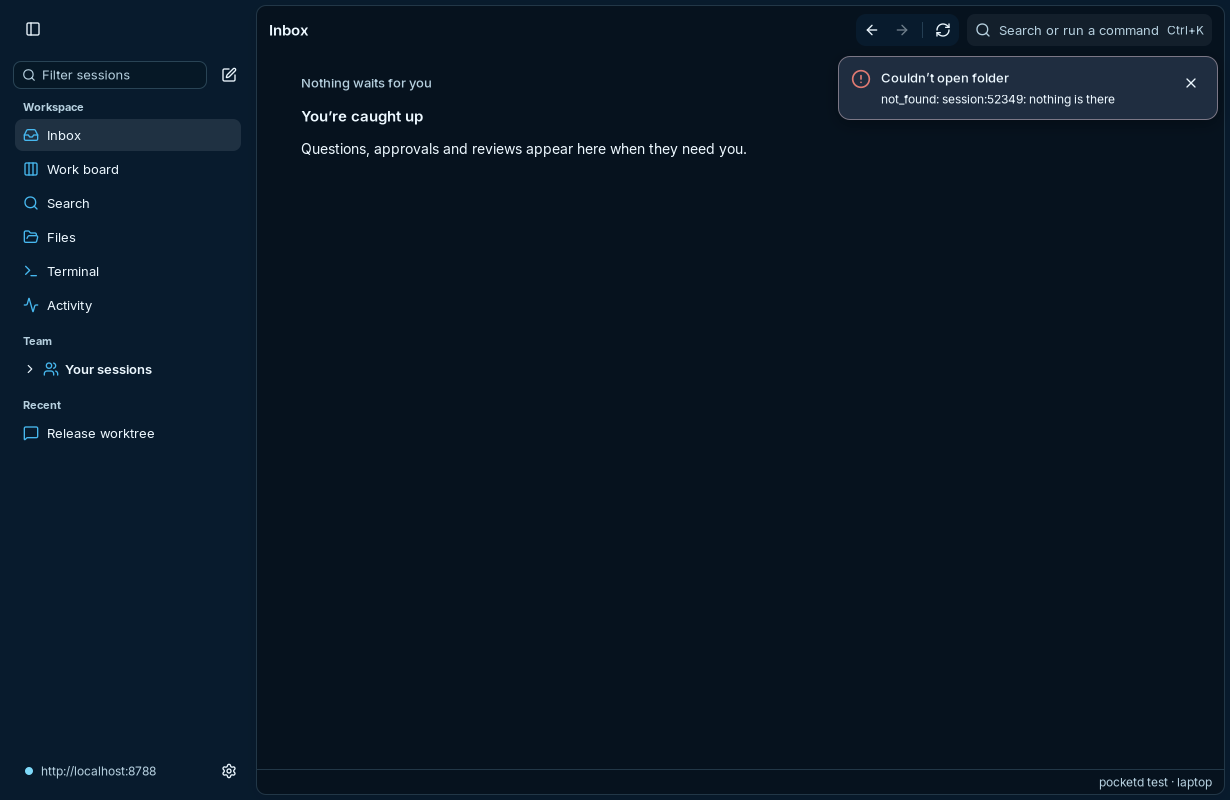 Inbox
Search or run a command Ctrl+K
Filter sessions
Workspace
Inbox
Work board
Search
Files
Terminal
Activity
Team
Your sessions
Recent
Release worktree
http://localhost:8788
Nothing waits for you
You’re caught up
Questions, approvals and reviews appear here when they need you.
Couldn’t open folder
not_found: session:52349: nothing is there
pocketd test · laptop